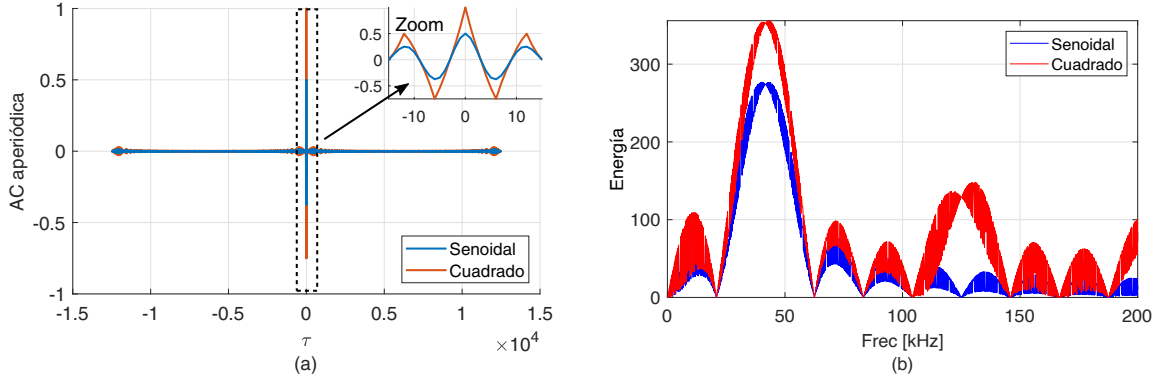 AC aperiódica
1
0.5
0
-0.5
-1
-1.5
-1
-0.5
0
0.5
1
1.5
×10⁴
τ
(a)
Zoom
0.5
0
-0.5
-10
0
10
Senoidal
Cuadrado
Energía
300
200
100
0
0
50
100
150
200
Frec [kHz]
(b)
Senoidal
Cuadrado